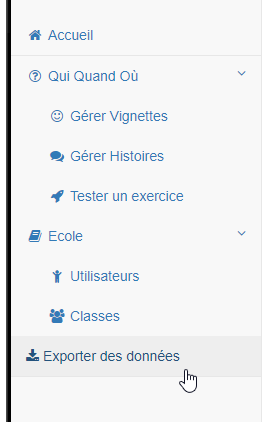 Accueil
Qui Quand Où
Gérer Vignettes
Gérer Histoires
Tester un exercice
Ecole
Utilisateurs
Classes
Exporter des données